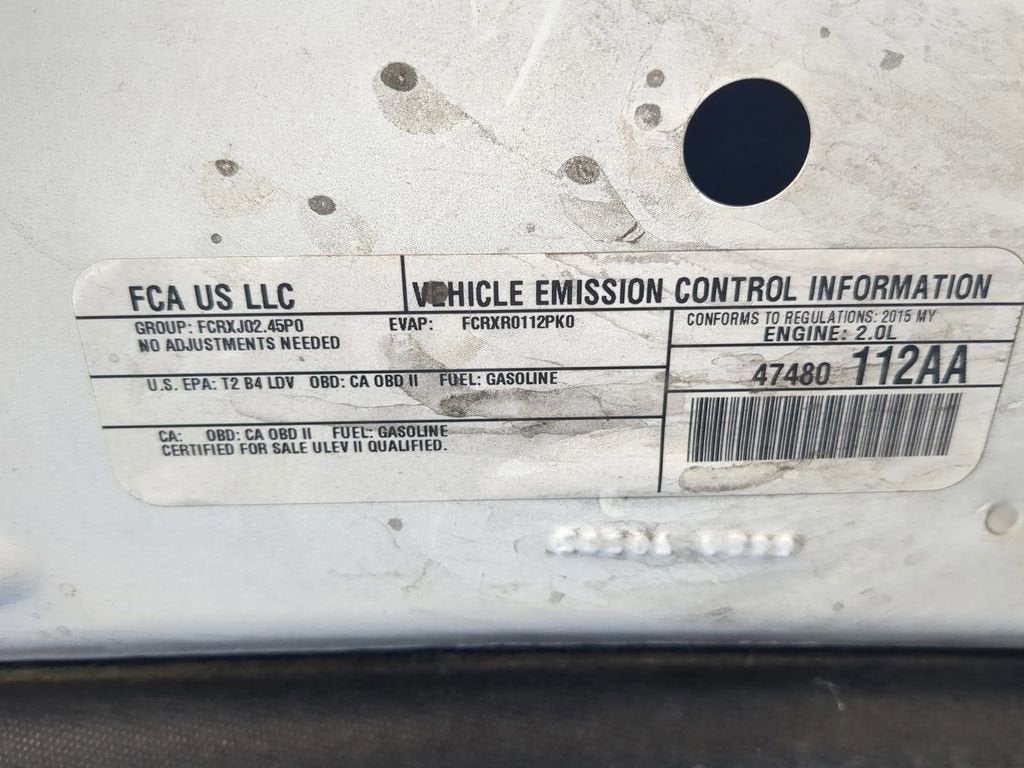 FCA US LLC
VEHICLE EMISSION CONTROL INFORMATION
GROUP: FCRXJ02.45P0 EVAP: FCRXR0112PK0
NO ADJUSTMENTS NEEDED
CONFORMS TO REGULATIONS: 2015 MY
ENGINE: 2.0L
U.S. EPA: T2 B4 LDV OBD: CA OBD II FUEL: GASOLINE
47480 112AA
CA: OBD: CA OBD II FUEL: GASOLINE
CERTIFIED FOR SALE ULEV II QUALIFIED.